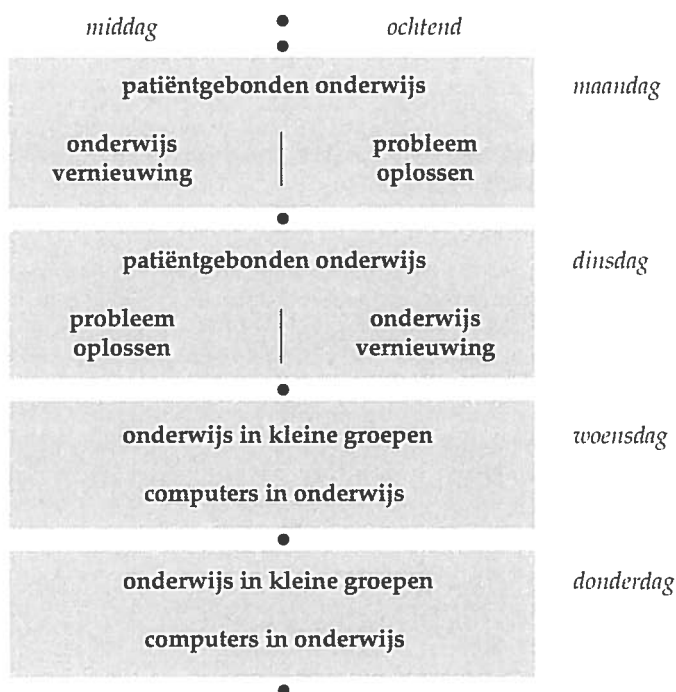 middag ochtend
patiëntgebonden onderwijs maandag
onderwijs probleem
vernieuwing oplossen
patiëntgebonden onderwijs dinsdag
probleem onderwijs
oplossen vernieuwing
onderwijs in kleine groepen woensdag
computers in onderwijs
onderwijs in kleine groepen donderdag
computers in onderwijs